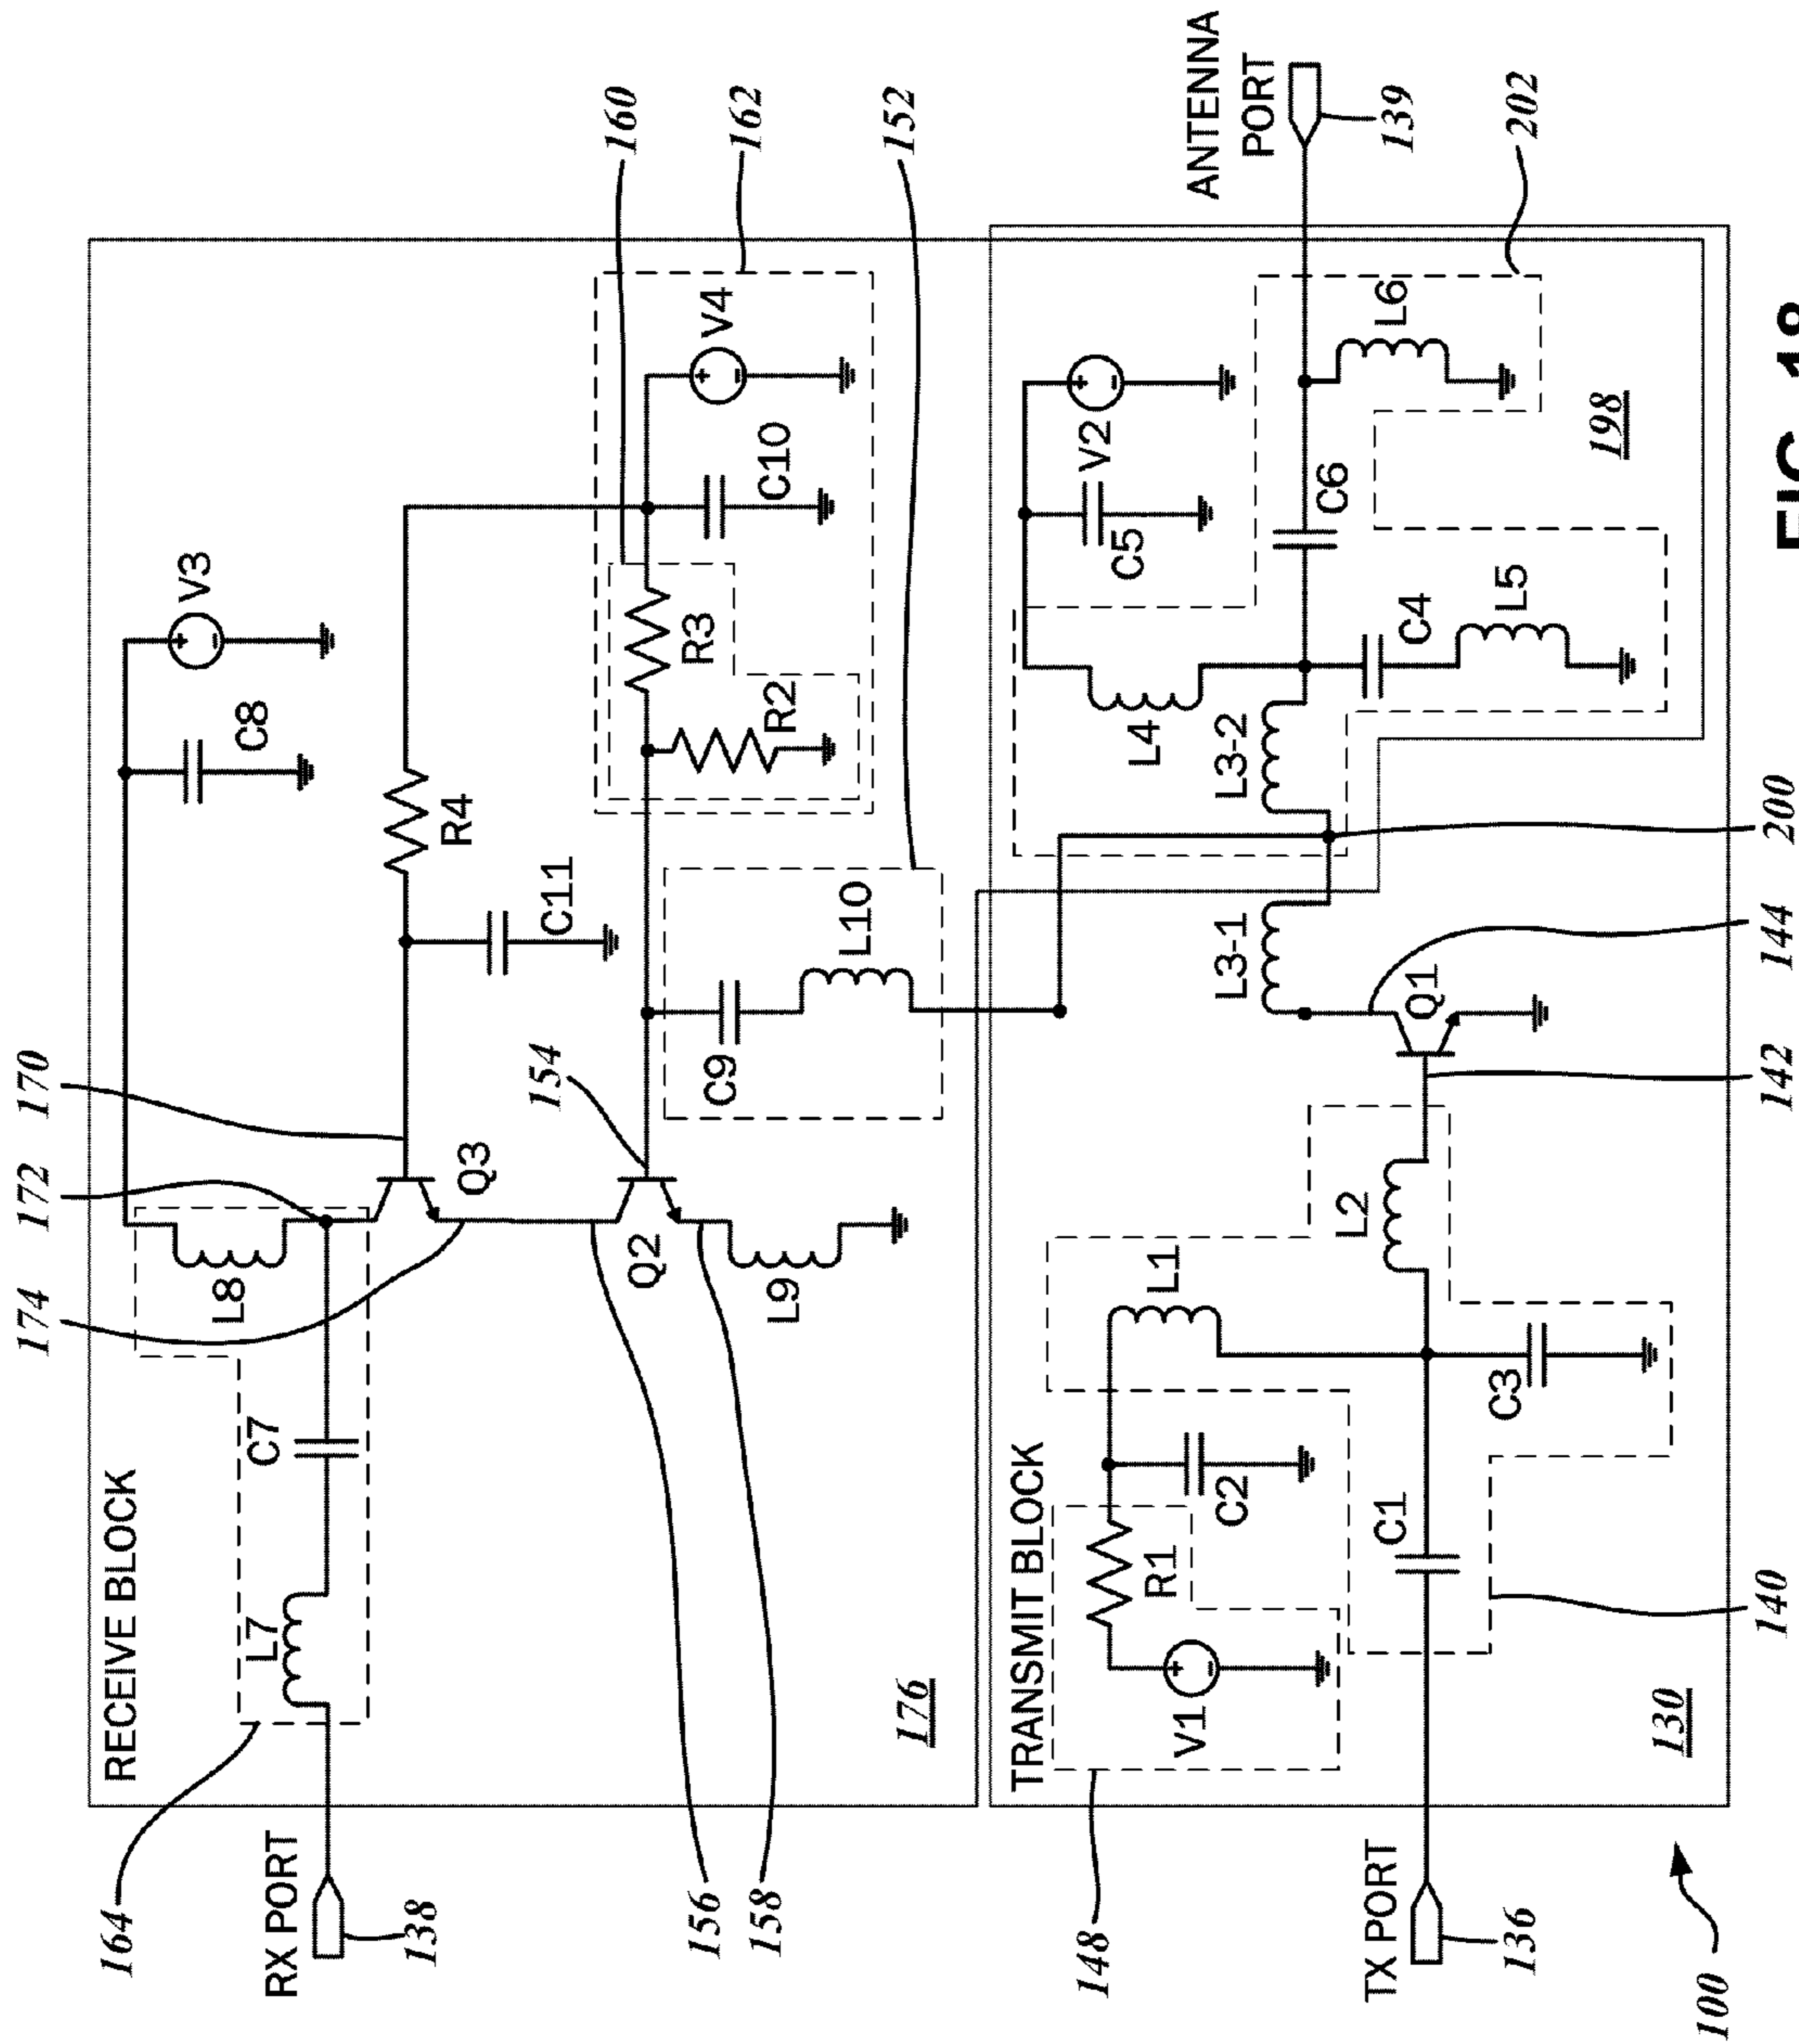 174
172
170
164
RECEIVE BLOCK
V3
L8
C8
L7
C7
RX PORT
138
R4
Q3
C11
154
160
Q2
R3
V4
162
156
158
L9
C9
R2
C10
L10
152
176
TRANSMIT BLOCK
148
V1
R1
L1
C2
L4
C5
V2
ANTENNA
PORT
139
L3-1
L3-2
C6
L6
L2
TX PORT
136
C1
C3
Q1
C4
L5
202
198
130
100
140
142
144
200